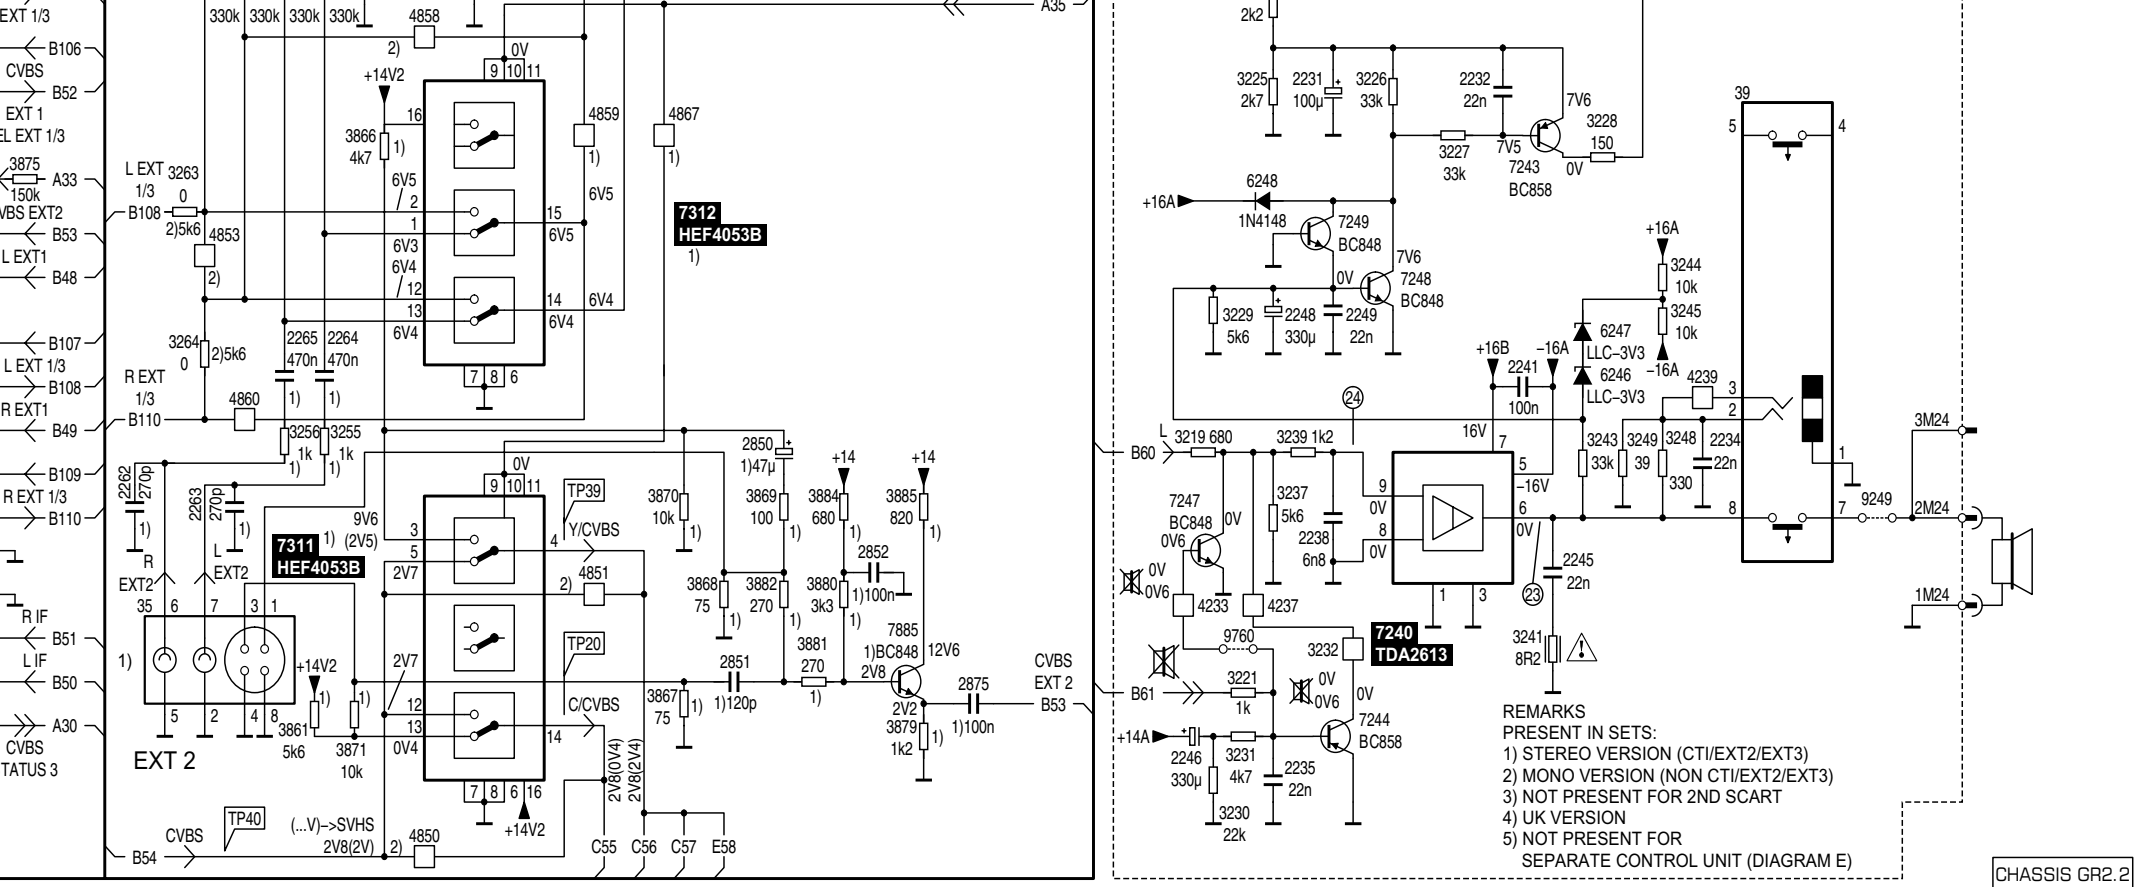 EXT 1/3
330k 330k 330k 330k
4858
2)
A35
B106
CVBS
B52
EXT 1
EL EXT 1/3
3875
150k
A33
VBS EXT2
B53
L EXT1
B48
B107
L EXT 1/3
B108
R EXT1
B49
B109
R EXT 1/3
B110
R IF
B51
L IF
B50
A30
CVBS
TATUS 3
L EXT
1/3
B108
3263
0
2)5k6
4853
2)
3264
0
2)5k6
R EXT
1/3
B110
4860
2265
470n
1)
2264
470n
1)
3256
1k
1)
3255
1k
1)
+14V2
3866
4k7
1)
0V
9 10 11
16
6V5
2
1
6V3
6V4
12
13
6V4
15
6V5
14
6V4
7 8 6
4859
1)
6V5
6V4
4867
1)
7312
HEF4053B
1)
2262
270p
1)
2263
270p
1)
R
EXT2
L
EXT2
7311
HEF4053B
1)
9V6
(2V5)
35
6
7
3
1
5
2
4
8
1)
EXT 2
+14V2
3861
5k6
1)
3871
10k
1)
0V
9 10 11
3
5
2V7
4
2V7
12
13
0V4
14
7 8 6 16
+14V2
TP39
Y/CVBS
2)
4851
TP20
C/CVBS
2V8(0V4)
2V8(2V4)
TP40
CVBS
B54
(...V)->SVHS
2V8(2V)
2)
4850
C55
C56
C57
E58
3870
10k
1)
2850
1)47µ
3869
100
1)
+14
3884
680
1)
+14
3885
820
1)
3868
75
1)
3882
270
1)
3880
3k3
1)
2852
1)100n
3867
75
1)
2851
1)120p
3881
270
1)
7885
1)BC848
2V8
12V6
2V2
3879
1k2
1)
2875
1)100n
CVBS
EXT 2
B53
2k2
3225
2k7
2231
100µ
3226
33k
2232
22n
7V6
3228
150
3227
33k
7V5
7243
BC858
0V
+16A
6248
1N4148
7249
BC848
0V
7V6
7248
BC848
3229
5k6
2248
330µ
2249
22n
+16A
3244
10k
3245
10k
-16A
6247
LLC-3V3
6246
LLC-3V3
+16B
-16A
2241
100n
24
16V
7
5
-16V
6
0V
9
0V
8
0V
1
3
7240
TDA2613
B60
L
3219 680
3239 1k2
7247
BC848
0V
0V6
3237
5k6
2238
6n8
0V
0V6
4233
4237
9760
3232
B61
3221
1k
0V
0V6
0V
7244
BC858
+14A
2246
330µ
3231
4k7
2235
22n
3230
22k
23
2245
22n
3241
8R2
3243
33k
3249
39
3248
330
2234
22n
4239
39
5
4
3
2
1
8
7
9249
3M24
2M24
1M24
REMARKS
PRESENT IN SETS:
1) STEREO VERSION (CTI/EXT2/EXT3)
2) MONO VERSION (NON CTI/EXT2/EXT3)
3) NOT PRESENT FOR 2ND SCART
4) UK VERSION
5) NOT PRESENT FOR
SEPARATE CONTROL UNIT (DIAGRAM E)
CHASSIS GR2.2